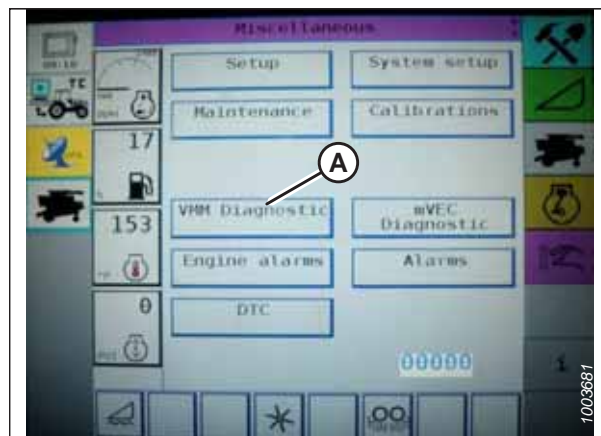 Miscellaneous
Setup
System setup
TC
Maintenance
Calibrations
17
A
VMM Diagnostic
mVEC
Diagnostic
153
Engine alarms
Alarms
0
DTC
00000
i
1003681